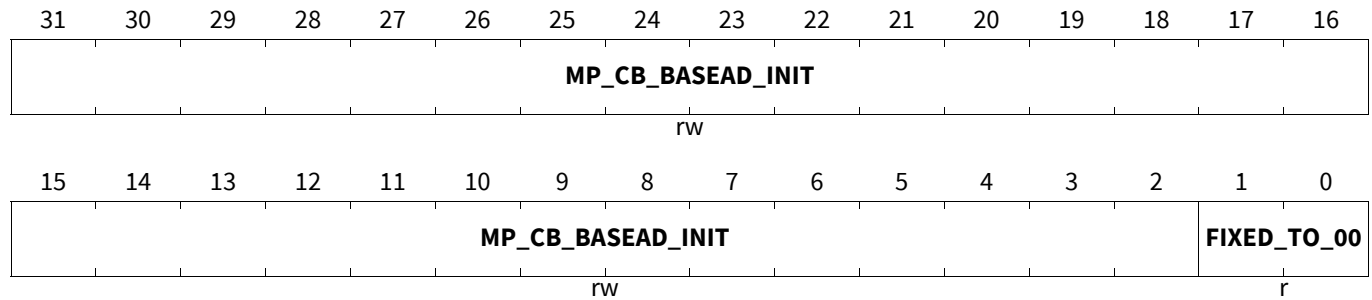 31 30 29 28 27 26 25 24 23 22 21 20 19 18 17 16
MP_CB_BASEAD_INIT
rw
15 14 13 12 11 10 9 8 7 6 5 4 3 2 1 0
MP_CB_BASEAD_INIT FIXED_TO_00
rw r